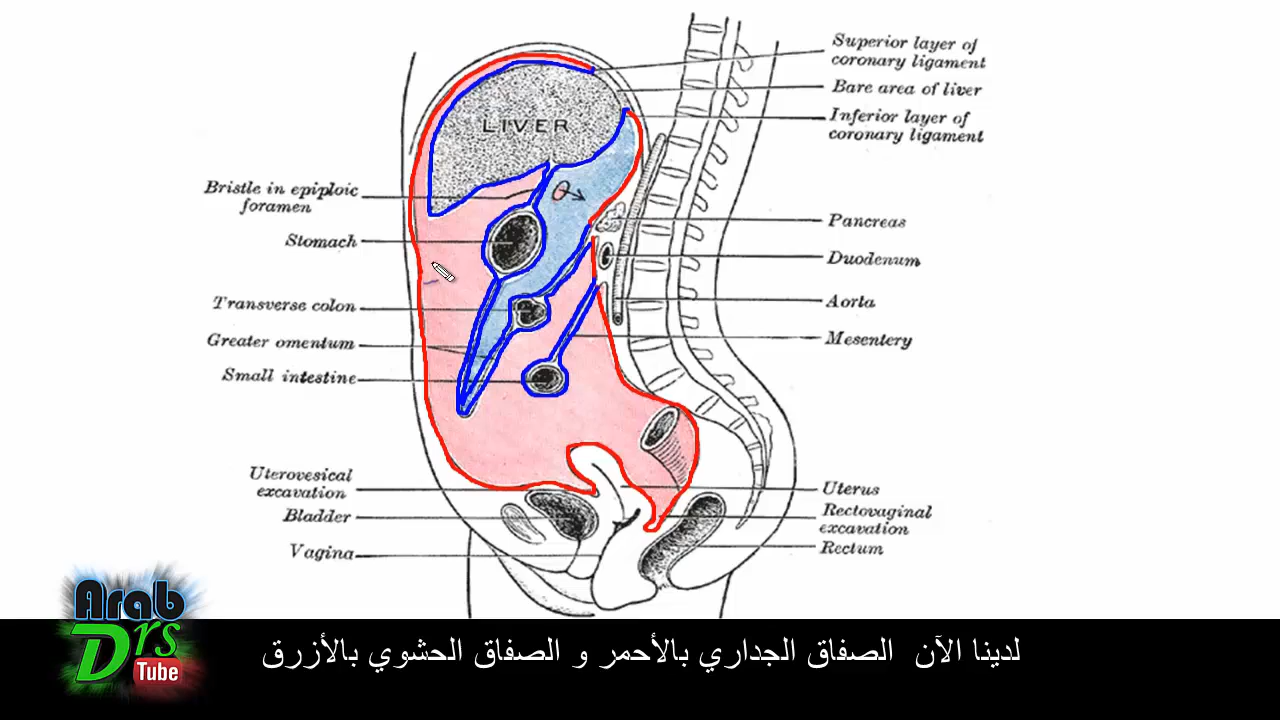 Superior layer of
coronary ligament
Bare area of liver
Inferior layer of
coronary ligament
LIVER
Bristle in epiploic
foramen
Stomach
Transverse colon
Greater omentum
Small intestine
Pancreas
Duodenum
Aorta
Mesentery
Uterovesical
excavation
Bladder
Vagina
Uterus
Rectovaginal
excavation
Rectum
Arab
Drs
Tube
لدينا الآن الصفاق الجداري بالأحمر و الصفاق الحشوي بالأزرق